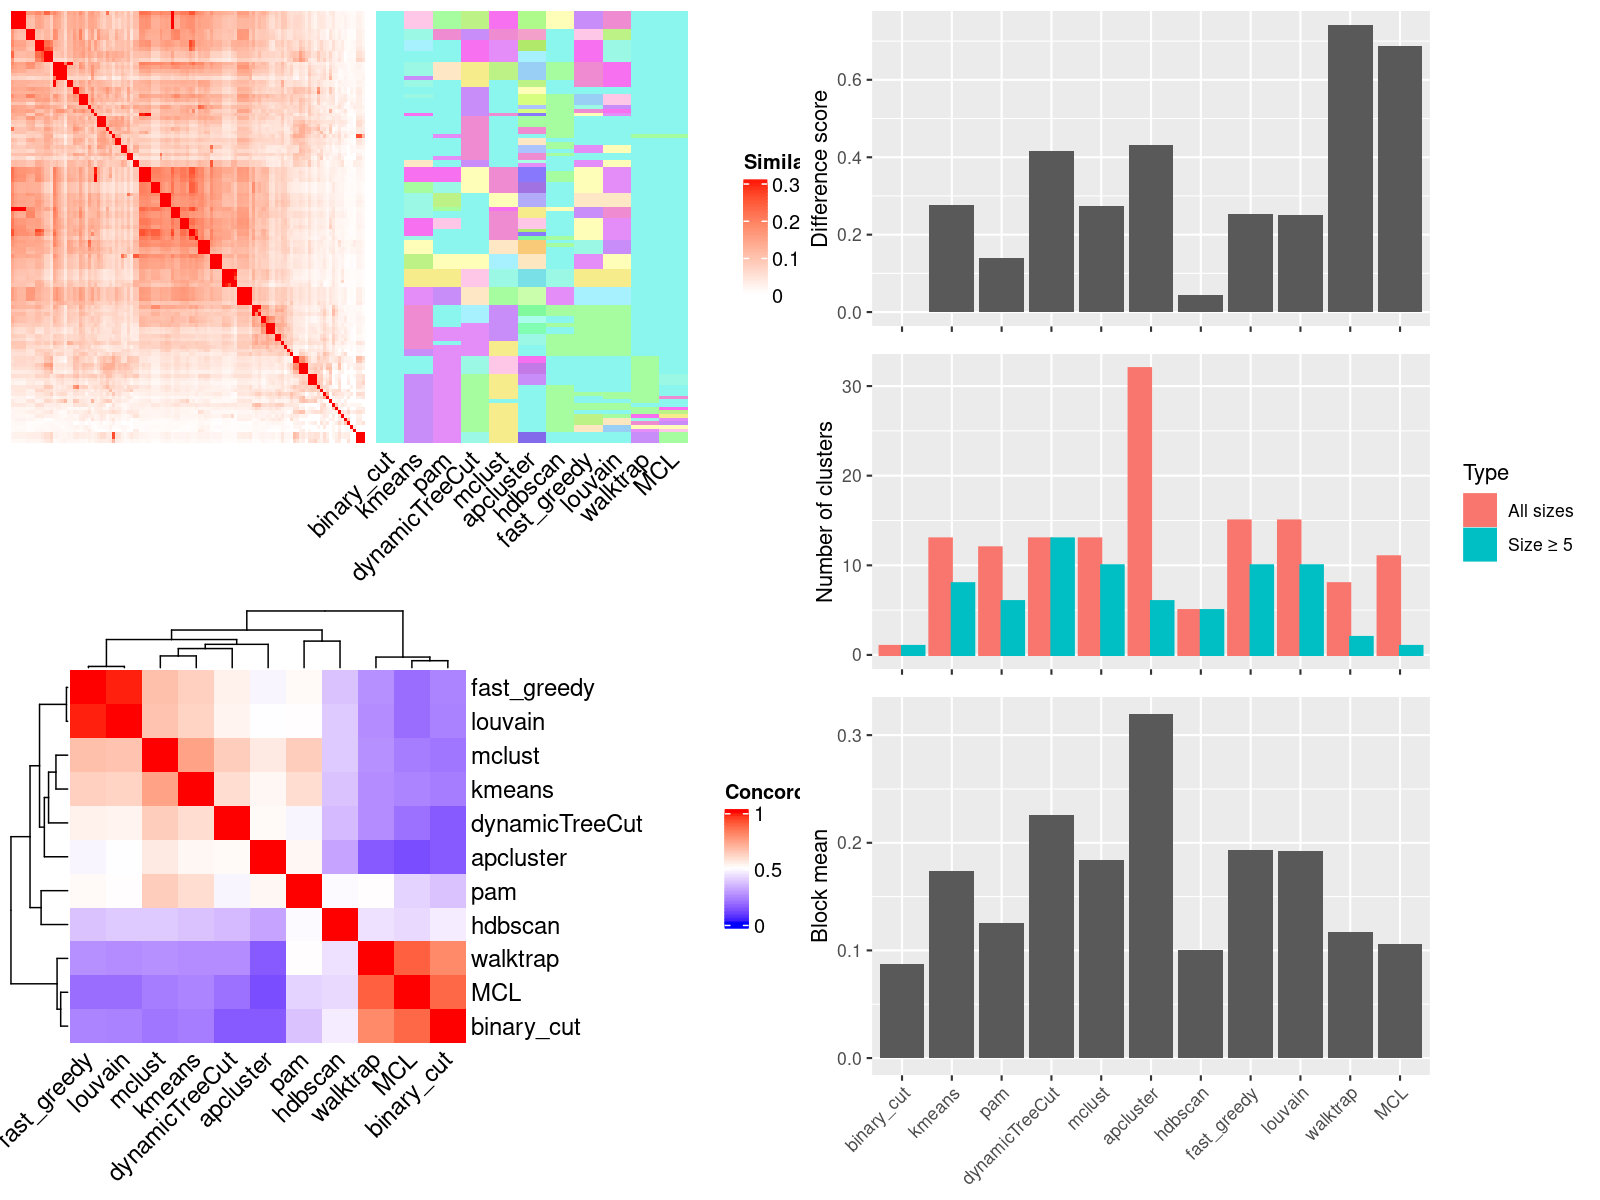 Simila
0.3
0.2
0.1
0
binary_cut
kmeans
pam
dynamicTreeCut
mclust
apcluster
hdbscan
fast_greedy
louvain
walktrap
MCL
fast_greedy
louvain
mclust
kmeans
dynamicTreeCut
apcluster
pam
hdbscan
walktrap
MCL
binary_cut
fast_greedy
louvain
mclust
kmeans
dynamicTreeCut
apcluster
pam
hdbscan
walktrap
MCL
binary_cut
Concord
1
0.5
0
Difference score
0.6
0.4
0.2
0.0
Number of clusters
30
20
10
0
Type
All sizes
Size ≥ 5
Block mean
0.3
0.2
0.1
0.0
binary_cut
kmeans
pam
dynamicTreeCut
mclust
apcluster
hdbscan
fast_greedy
louvain
walktrap
MCL